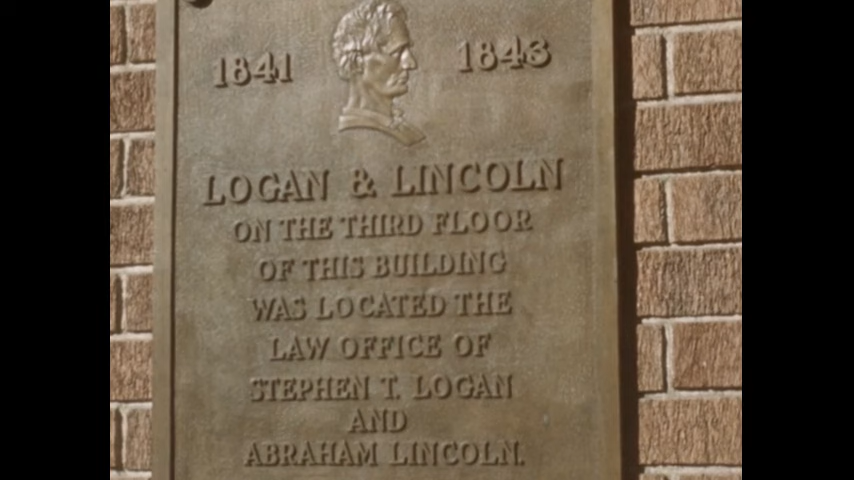 1841 1843
LOGAN & LINCOLN
ON THE THIRD FLOOR
OF THIS BUILDING
WAS LOCATED THE
LAW OFFICE OF
STEPHEN T. LOGAN
AND
ABRAHAM LINCOLN.